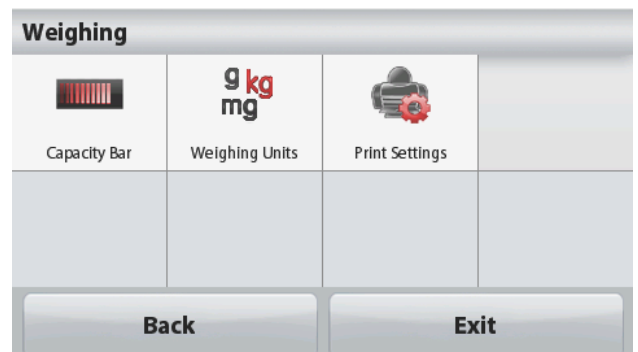 Weighing
g kg
mg
Capacity Bar
Weighing Units
Print Settings
Back
Exit